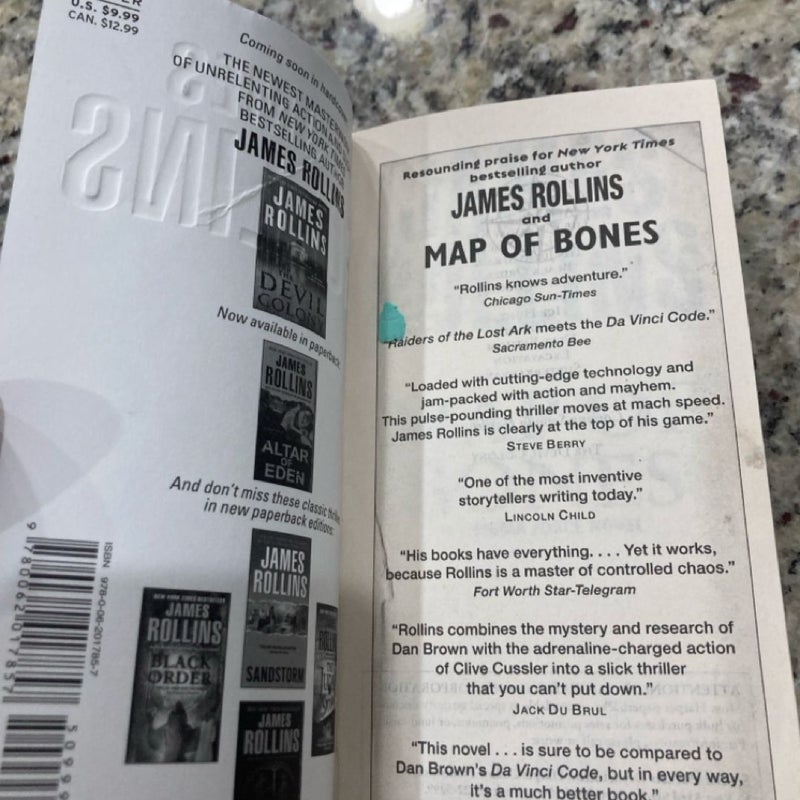 U.S. $9.99
CAN. $12.99
Coming soon in
THE NEWEST
OF UNRELENTING ACTION
FROM NEW YORK
BESTSELLING
JAMES ROLLINS
JAMES
ROLLINS
THE
DEVIL
COLONY
Now available in paperback
JAMES
ROLLINS
ALTAR
OF
EDEN
And don't miss these classic
in new paperback editions
JAMES
ROLLINS
SANDSTORM
NEW YORK TIMES BESTSELLER
JAMES
ROLLINS
BLACK
ORDER
JAMES
ROLLINS
ISBN 978-0-06-201785-7
9 780062 017857
50999
Resounding praise for New York Times
bestselling author
JAMES ROLLINS
and
MAP OF BONES
“Rollins knows adventure.”
Chicago Sun-Times
“Raiders of the Lost Ark meets the Da Vinci Code.”
Sacramento Bee
“Loaded with cutting-edge technology and
jam-packed with action and mayhem.
This pulse-pounding thriller moves at mach speed.
James Rollins is clearly at the top of his game.”
STEVE BERRY
“One of the most inventive
storytellers writing today.”
LINCOLN CHILD
“His books have everything. . . . Yet it works,
because Rollins is a master of controlled chaos.”
Fort Worth Star-Telegram
“Rollins combines the mystery and research of
Dan Brown with the adrenaline-charged action
of Clive Cussler into a slick thriller
that you can't put down.”
JACK DU BRUL
“This novel . . . is sure to be compared to
Dan Brown's Da Vinci Code, but in every way,
it's a much better book.”